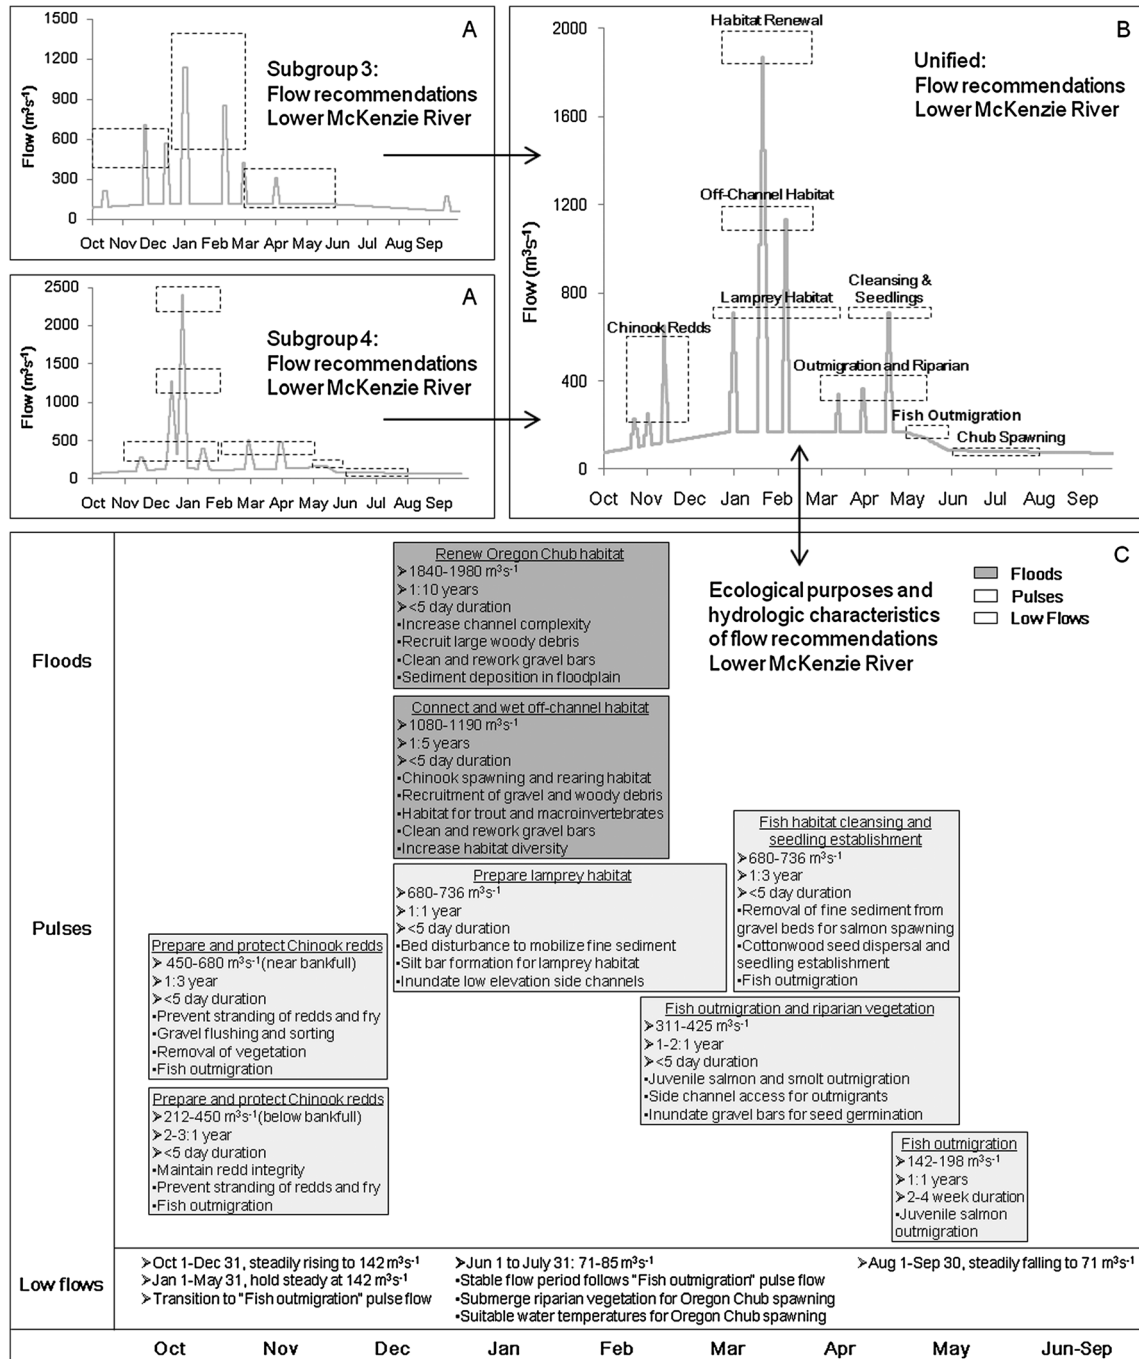 1500
A
1200
900
600
300
0
Flow (m³s-¹)
Subgroup 3:
Flow recommendations
Lower McKenzie River
Oct Nov Dec Jan Feb Mar Apr May Jun Jul Aug Sep
2500
A
2000
1500
1000
500
0
Flow (m³s-¹)
Subgroup 4:
Flow recommendations
Lower McKenzie River
Oct Nov Dec Jan Feb Mar Apr May Jun Jul Aug Sep
2000
1600
1200
800
400
0
Flow (m³s-¹)
B
Unified:
Flow recommendations
Lower McKenzie River
Habitat Renewal
Off-Channel Habitat
Lamprey Habitat
Cleansing &
Seedlings
Chinook Redds
Outmigration and Riparian
Fish Outmigration
Chub Spawning
Oct Nov Dec Jan Feb Mar Apr May Jun Jul Aug Sep
C
Ecological purposes and
hydrologic characteristics
of flow recommendations
Lower McKenzie River
Floods
Pulses
Low Flows
Floods
Renew Oregon Chub habitat
➢1840-1980 m³s-¹
➢1:10 years
➢<5 day duration
▪Increase channel complexity
▪Recruit large woody debris
▪Clean and rework gravel bars
▪Sediment deposition in floodplain
Connect and wet off-channel habitat
➢1080-1190 m³s-¹
➢1:5 years
➢<5 day duration
▪Chinook spawning and rearing habitat
▪Recruitment of gravel and woody debris
▪Habitat for trout and macroinvertebrates
▪Clean and rework gravel bars
▪Increase habitat diversity
Pulses
Prepare lamprey habitat
➢680-736 m³s-¹
➢1:1 year
➢<5 day duration
▪Bed disturbance to mobilize fine sediment
▪Silt bar formation for lamprey habitat
▪Inundate low elevation side channels
Fish habitat cleansing and
seedling establishment
➢680-736 m³s-¹
➢1:3 year
➢<5 day duration
▪Removal of fine sediment from
gravel beds for salmon spawning
▪Cottonwood seed dispersal and
seedling establishment
▪Fish outmigration
Prepare and protect Chinook redds
➢ 450-680 m³s-¹(near bankfull)
➢1:3 year
➢<5 day duration
▪Prevent stranding of redds and fry
▪Gravel flushing and sorting
▪Removal of vegetation
▪Fish outmigration
Fish outmigration and riparian vegetation
➢311-425 m³s-¹
➢1-2:1 year
➢<5 day duration
▪Juvenile salmon and smolt outmigration
▪Side channel access for outmigrants
▪Inundate gravel bars for seed germination
Prepare and protect Chinook redds
➢212-450 m³s-¹(below bankfull)
➢2-3:1 year
➢<5 day duration
▪Maintain redd integrity
▪Prevent stranding of redds and fry
▪Fish outmigration
Fish outmigration
➢142-198 m³s-¹
➢1:1 years
➢2-4 week duration
▪Juvenile salmon
outmigration
Low flows
➢Oct 1-Dec 31, steadily rising to 142 m³s-¹
➢Jan 1-May 31, hold steady at 142 m³s-¹
➢Transition to "Fish outmigration" pulse flow
➢Jun 1 to July 31: 71-85 m³s-¹
▪Stable flow period follows "Fish outmigration" pulse flow
▪Submerge riparian vegetation for Oregon Chub spawning
▪Suitable water temperatures for Oregon Chub spawning
➢Aug 1-Sep 30, steadily falling to 71 m³s-¹
Oct Nov Dec Jan Feb Mar Apr May Jun-Sep